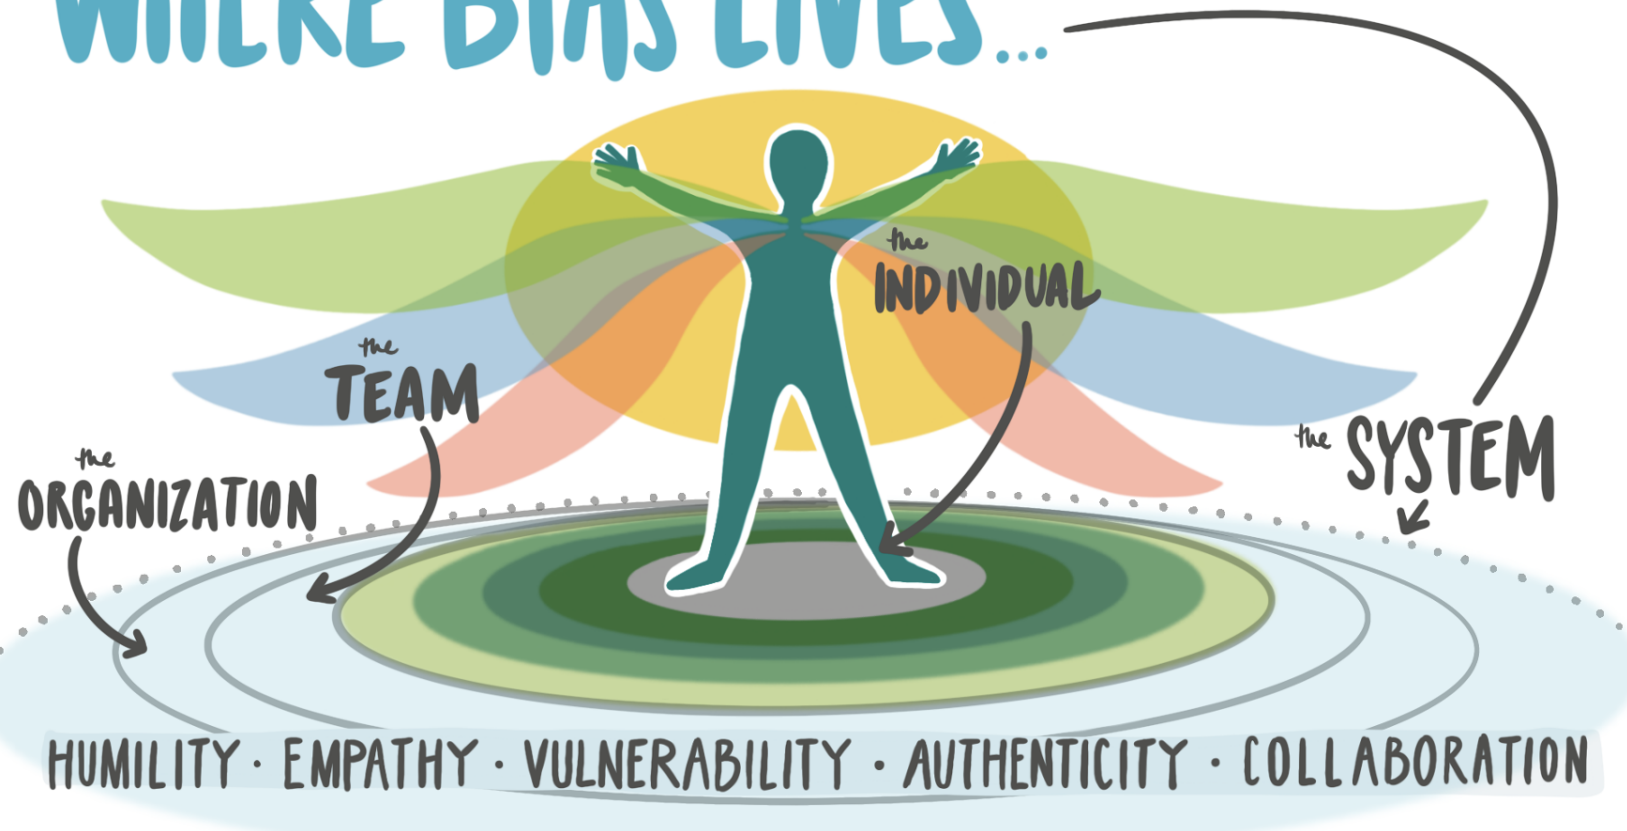 WHERE BIAS LIVES...
the
INDIVIDUAL
the
TEAM
the
SYSTEM
the
ORGANIZATION
HUMILITY · EMPATHY · VULNERABILITY · AUTHENTICITY · COLLABORATION